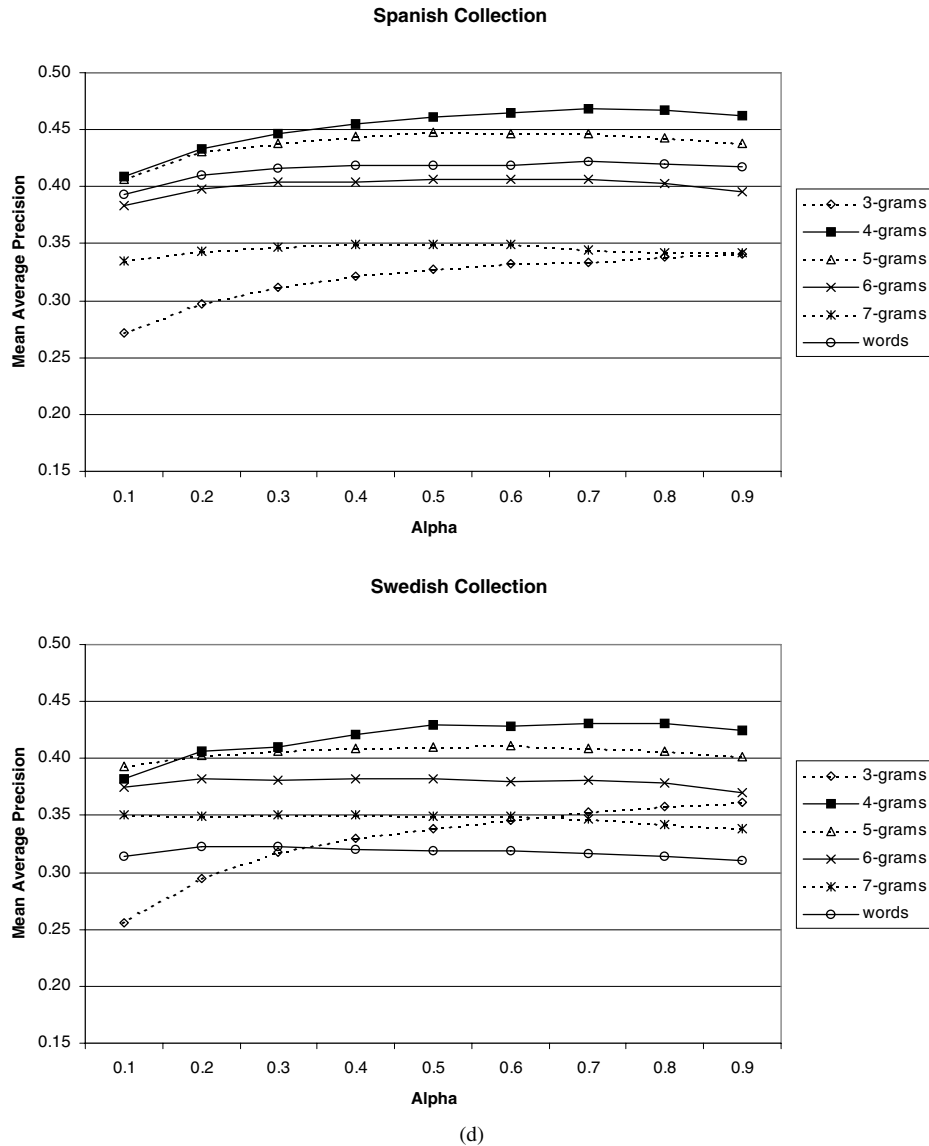 Spanish Collection
0.50
0.45
0.40
0.35
0.30
0.25
0.20
0.15
Mean Average Precision
0.1 0.2 0.3 0.4 0.5 0.6 0.7 0.8 0.9
Alpha
3-grams
4-grams
5-grams
6-grams
7-grams
words
Swedish Collection
0.50
0.45
0.40
0.35
0.30
0.25
0.20
0.15
Mean Average Precision
0.1 0.2 0.3 0.4 0.5 0.6 0.7 0.8 0.9
Alpha
3-grams
4-grams
5-grams
6-grams
7-grams
words
(d)